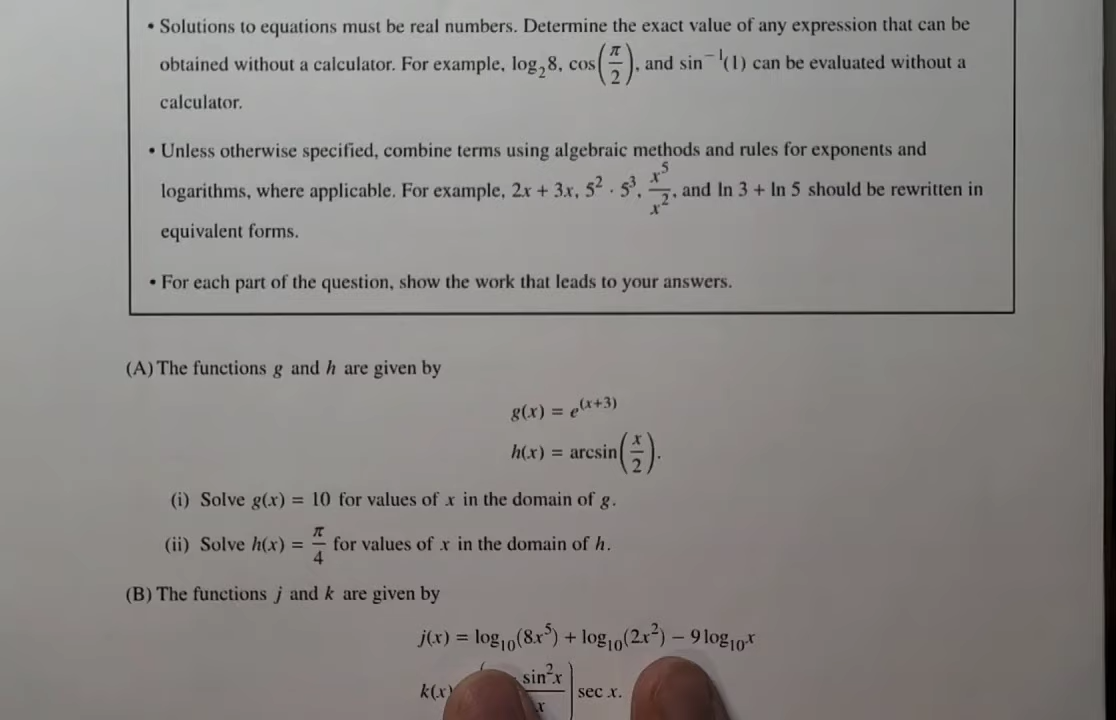 • Solutions to equations must be real numbers. Determine the exact value of any expression that can be
obtained without a calculator. For example, log₂8, cos(π/2), and sin⁻¹(1) can be evaluated without a
calculator.
• Unless otherwise specified, combine terms using algebraic methods and rules for exponents and
logarithms, where applicable. For example, 2x + 3x, 5² · 5³, x⁵/x², and ln 3 + ln 5 should be rewritten in
equivalent forms.
• For each part of the question, show the work that leads to your answers.
(A) The functions g and h are given by
g(x) = e^(x+3)
h(x) = arcsin(x/2).
(i) Solve g(x) = 10 for values of x in the domain of g.
(ii) Solve h(x) = π/4 for values of x in the domain of h.
(B) The functions j and k are given by
j(x) = log₁₀(8x⁵) + log₁₀(2x²) − 9 log₁₀x
k(x) sin²x / x) sec x.